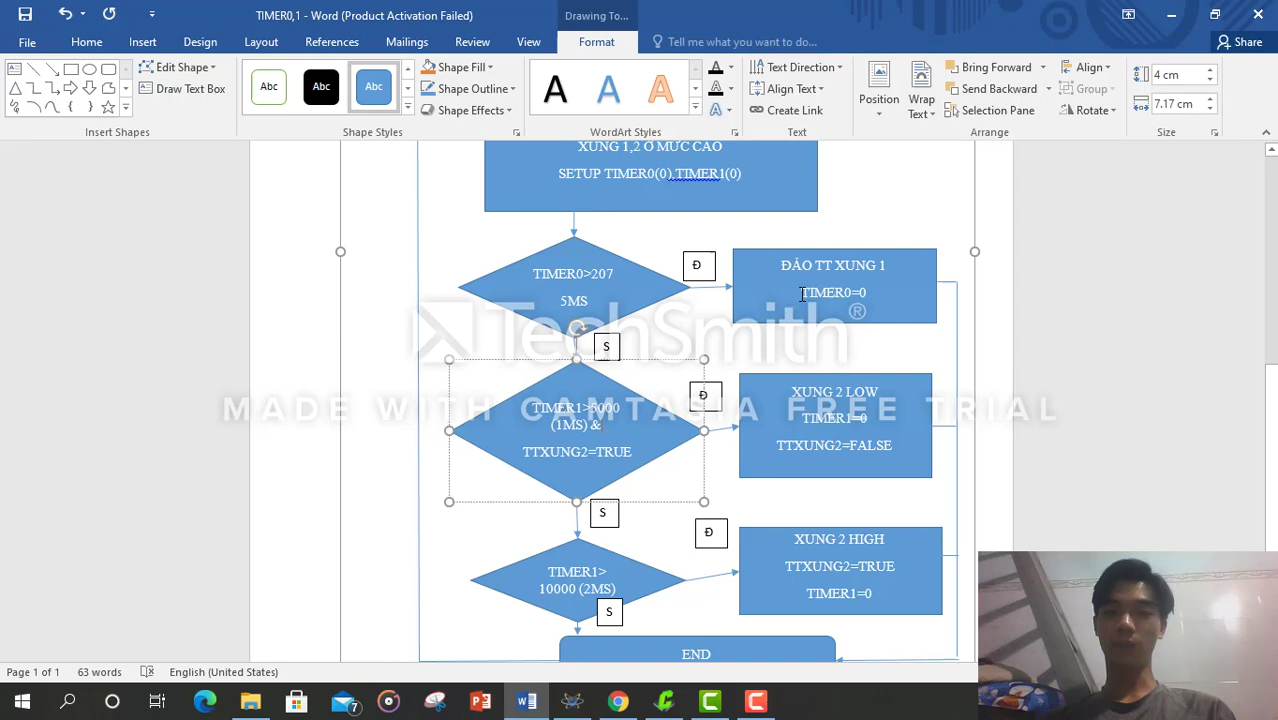 TIMER0,1 - Word (Product Activation Failed)
Drawing To...
File
Home
Insert
Design
Layout
References
Mailings
Review
View
Format
Tell me what you want to do...
Share
Edit Shape
Draw Text Box
Insert Shapes
Abc
Abc
Abc
Shape Fill
Shape Outline
Shape Effects
Shape Styles
A
A
A
A
A
A
WordArt Styles
Text Direction
Align Text
Create Link
Text
Position
Wrap
Text
Bring Forward
Send Backward
Selection Pane
Align
Group
Rotate
Arrange
4 cm
7.17 cm
Size
XUNG 1,2 Ở MỨC CAO
SETUP TIMER0(0),TIMER1(0)
TIMER0>207
5MS
Đ
ĐẢO TT XUNG 1
TIMER0=0
S
TechSmith®
MADE WITH CAMTASIA FREE TRIAL
TIMER1>5000
(1MS) &
TTXUNG2=TRUE
Đ
XUNG 2 LOW
TIMER1=0
TTXUNG2=FALSE
S
Đ
TIMER1>
10000 (2MS)
XUNG 2 HIGH
TTXUNG2=TRUE
TIMER1=0
S
END
Page 1 of 1
63 words
English (United States)
7